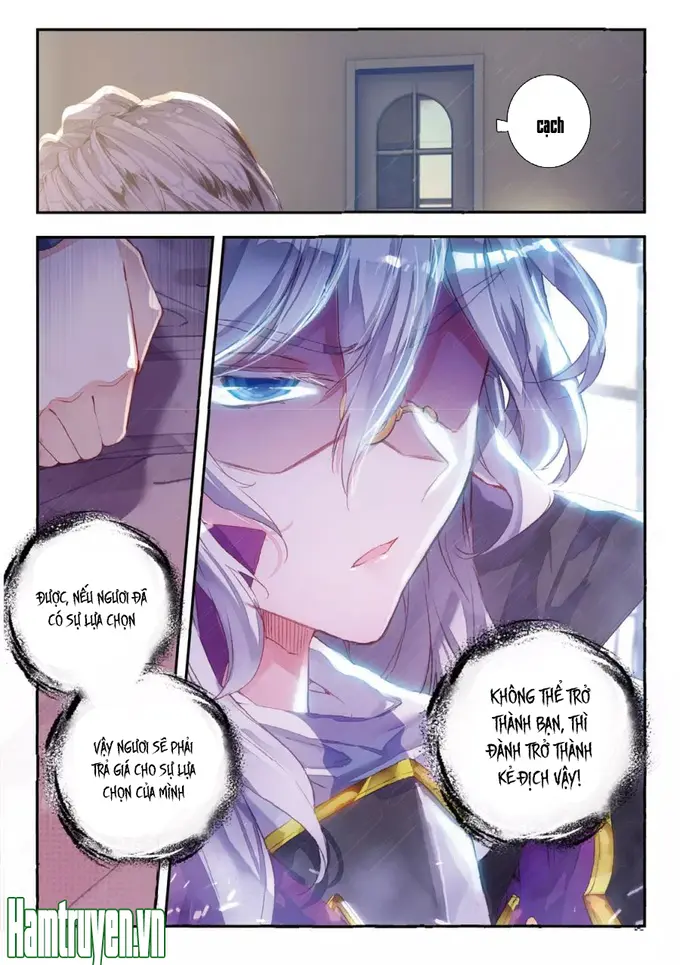 CẠCH
ĐƯỢC, NẾU NGƯƠI ĐÃ
CÓ SỰ LỰA CHỌN
VẬY NGƯƠI SẼ PHẢI
TRẢ GIÁ CHO SỰ LỰA
CHỌN CỦA MÌNH
KHÔNG THỂ TRỞ
THÀNH BẠN, THÌ
ĐÀNH TRỞ THÀNH
KẺ ĐỊCH VẬY!
Hamtruyen.vn